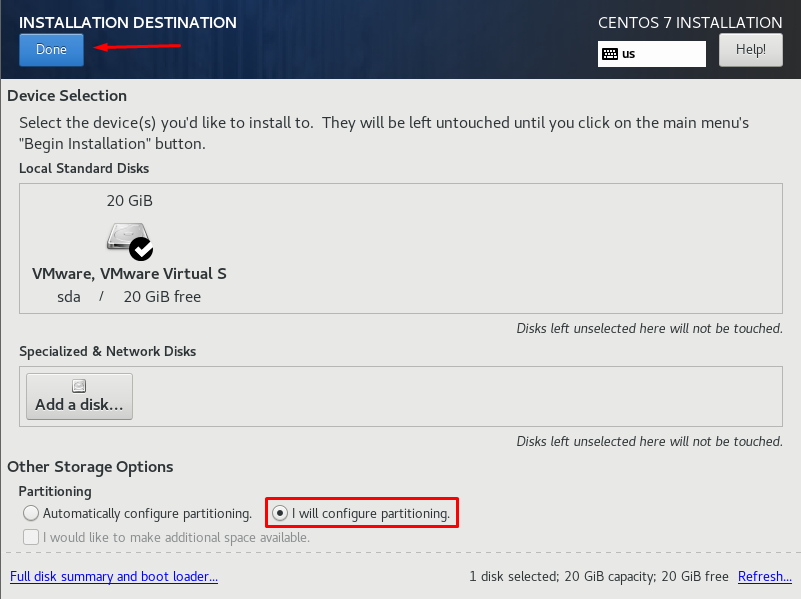 INSTALLATION DESTINATION
CENTOS 7 INSTALLATION
Done
us
Help!
Device Selection
Select the device(s) you'd like to install to.  They will be left untouched until you click on the main menu's
"Begin Installation" button.
Local Standard Disks
20 GiB
VMware, VMware Virtual S
sda / 20 GiB free
Disks left unselected here will not be touched.
Specialized & Network Disks
Add a disk...
Disks left unselected here will not be touched.
Other Storage Options
Partitioning
Automatically configure partitioning. I will configure partitioning.
I would like to make additional space available.
Full disk summary and boot loader... 1 disk selected; 20 GiB capacity; 20 GiB free Refresh...